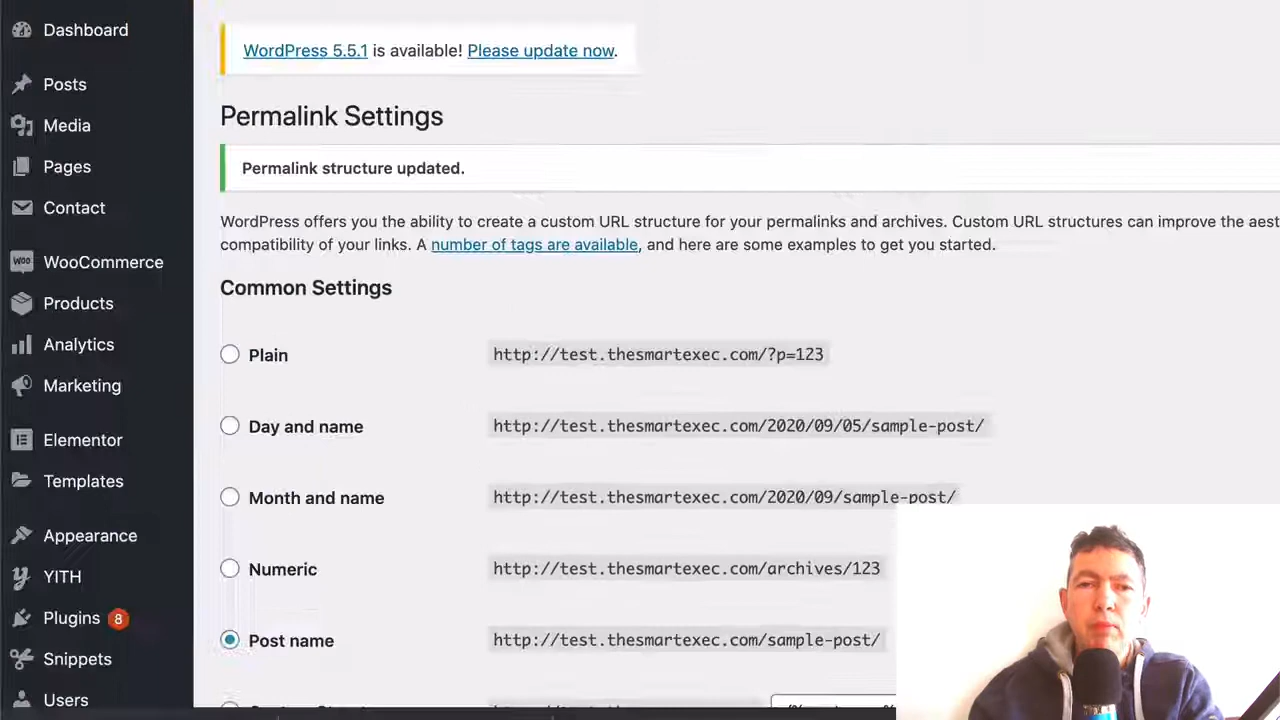 Dashboard
Posts
Media
Pages
Contact
WooCommerce
Products
Analytics
Marketing
Elementor
Templates
Appearance
YITH
Plugins 8
Snippets
Users
WordPress 5.5.1 is available! Please update now.
Permalink Settings
Permalink structure updated.
WordPress offers you the ability to create a custom URL structure for your permalinks and archives. Custom URL structures can improve the aest
compatibility of your links. A number of tags are available, and here are some examples to get you started.
Common Settings
Plain http://test.thesmartexec.com/?p=123
Day and name http://test.thesmartexec.com/2020/09/05/sample-post/
Month and name http://test.thesmartexec.com/2020/09/sample-post/
Numeric http://test.thesmartexec.com/archives/123
Post name http://test.thesmartexec.com/sample-post/